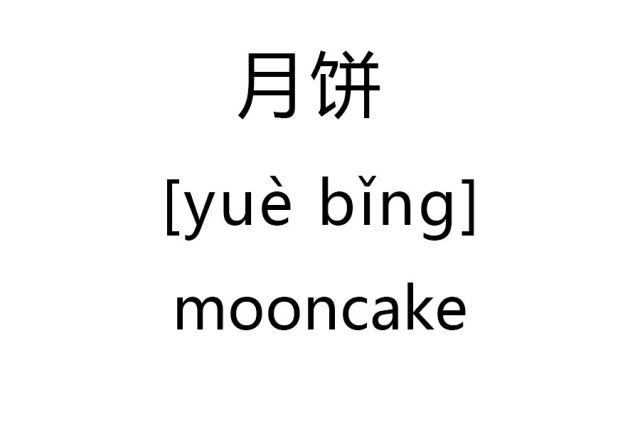 月饼
[yuè bǐng]
mooncake